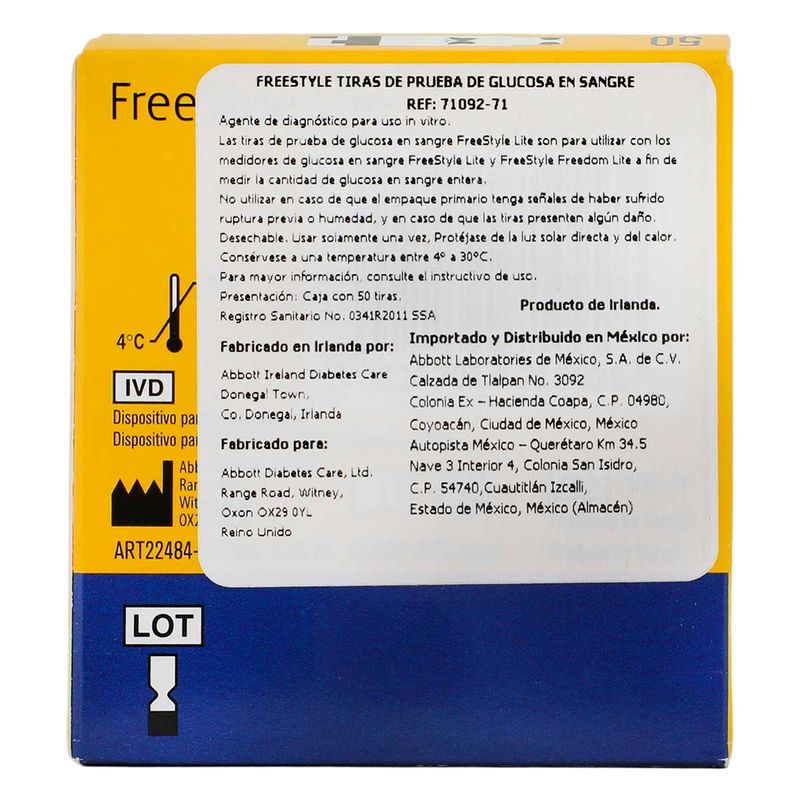 50
Free
FREESTYLE TIRAS DE PRUEBA DE GLUCOSA EN SANGRE
REF: 71092-71
Agente de diagnóstico para uso in vitro.
Las tiras de prueba de glucosa en sangre FreeStyle Lite son para utilizar con los
medidores de glucosa en sangre FreeStyle Lite y FreeStyle Freedom Lite a fin de
medir la cantidad de glucosa en sangre entera.
No utilizar en caso de que el empaque primario tenga señales de haber sufrido
ruptura previa o humedad, y en caso de que las tiras presenten algún daño.
Desechable. Usar solamente una vez, Protéjase de la luz solar directa y del calor.
Consérvese a una temperatura entre 4º a 30ºC.
Para mayor información, consulte el instructivo de uso.
Presentación: Caja con 50 tiras.
Registro Sanitario No. 0341R2011 SSA
Producto de Irlanda.
Fabricado en Irlanda por:
Abbott Ireland Diabetes Care
Donegal Town,
Co. Donegal, Irlanda
Fabricado para:
Abbott Diabetes Care, Ltd.
Range Road, Witney,
Oxon OX29 0YL
Reino Unido
Importado y Distribuido en México por:
Abbott Laboratories de México, S.A. de C.V.
Calzada de Tlalpan No. 3092
Colonia Ex – Hacienda Coapa, C.P. 04980,
Coyoacán, Ciudad de México, México
Autopista México – Querétaro Km 34.5
Nave 3 Interior 4, Colonia San Isidro,
C.P. 54740,Cuautitlán Izcalli,
Estado de México, México (Almacén)
4°C
IVD
Dispositivo par
Dispositivo par
Abb
Ran
Wit
OX2
ART22484-
LOT